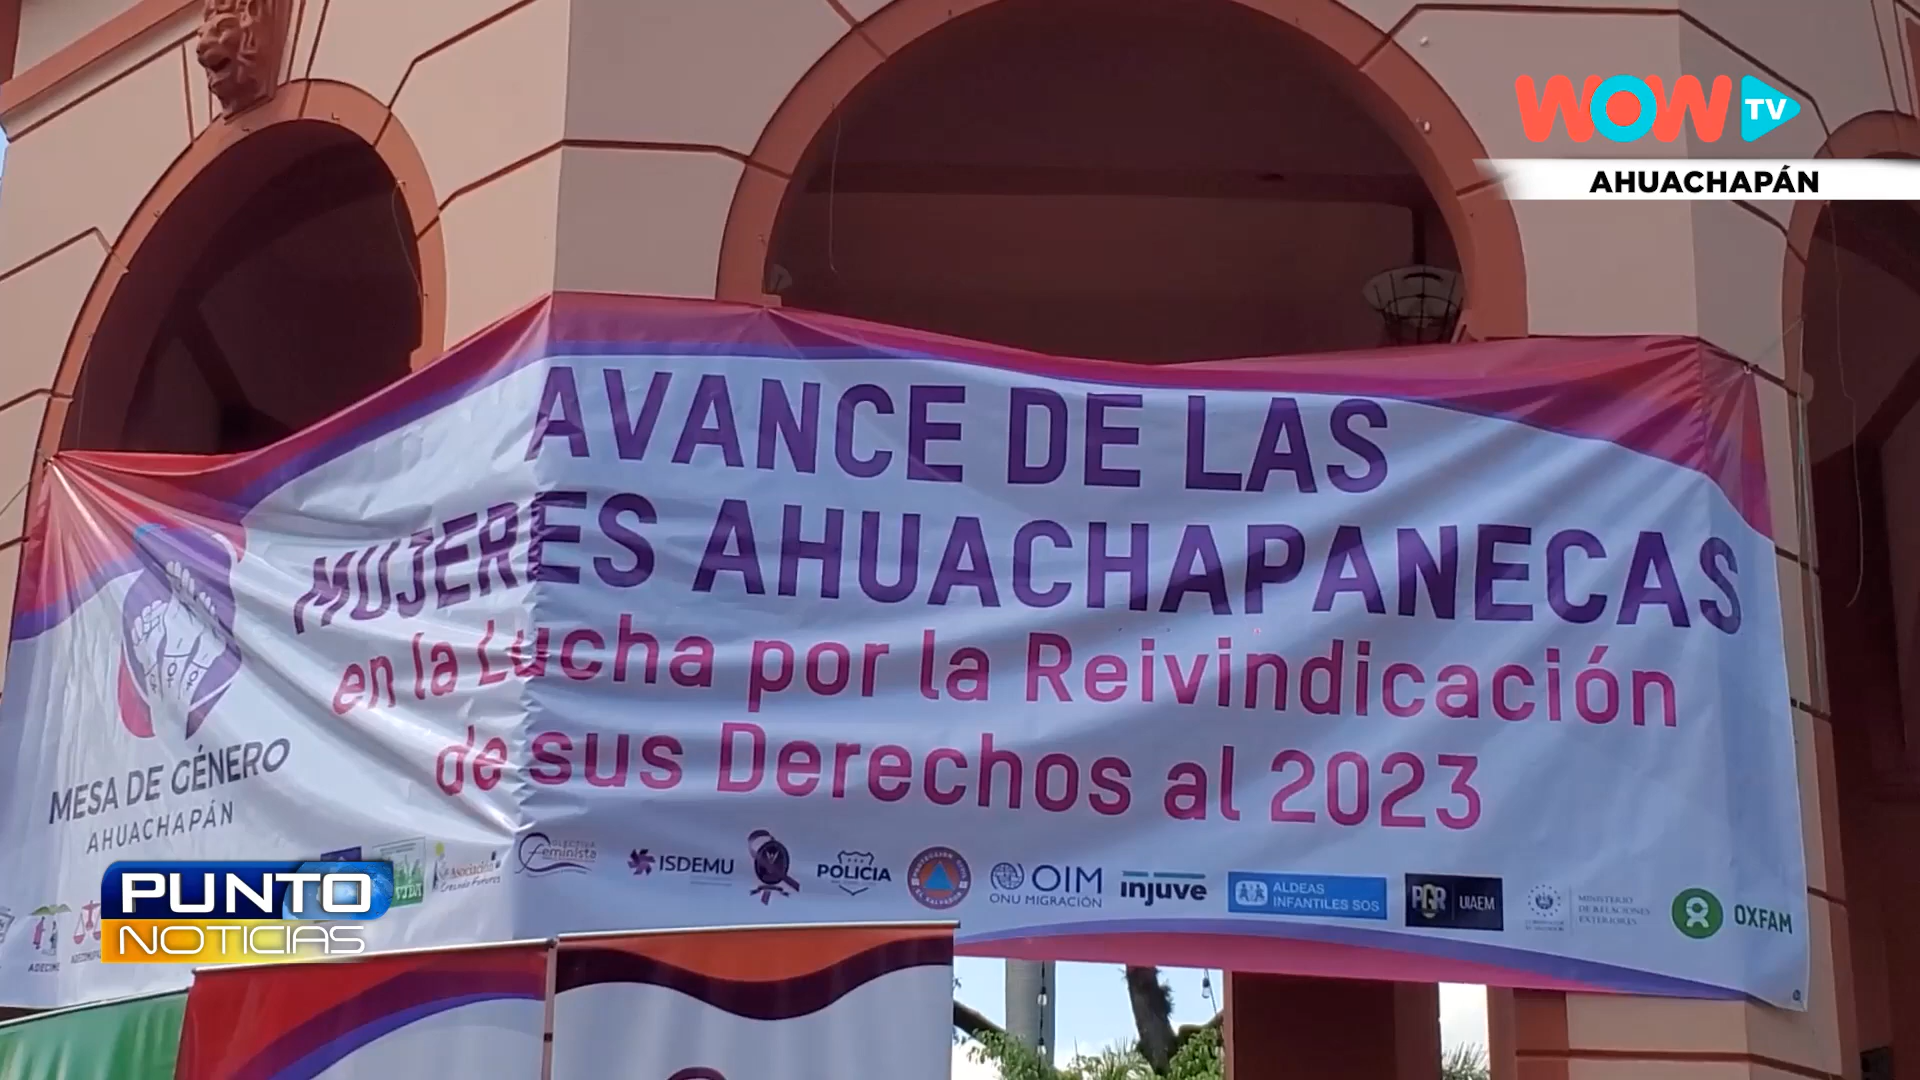 WOW TV
AHUACHAPÁN
AVANCE DE LAS
MUJERES AHUACHAPANECAS
en la Lucha por la Reivindicación
de sus Derechos al 2023
MESA DE GÉNERO
AHUACHAPÁN
Feminista
ISDEMU
POLICÍA
OIM
ONU MIGRACIÓN
injuve
ALDEAS
INFANTILES SOS
PGR UIAEM
MINISTERIO
DE RELACIONES
EXTERIORES
OXFAM
PUNTO
NOTICIAS